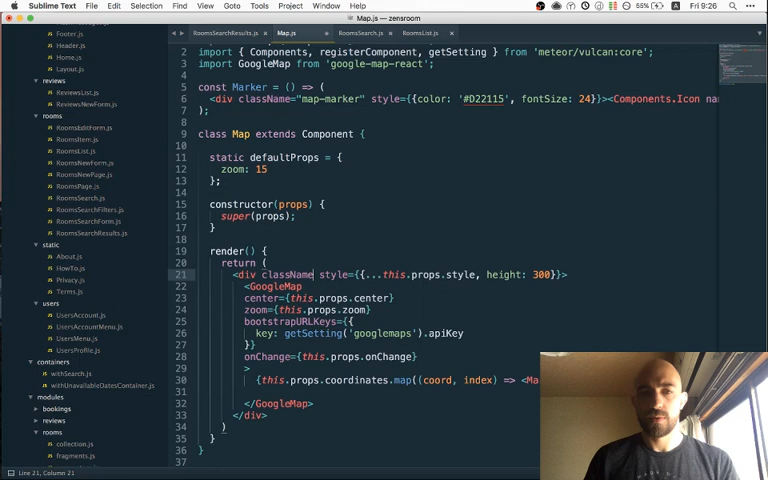 Sublime Text File Edit Selection Find View Goto Tools Project Window Help
55% Fri 9:26
Map.js — zensroom
Footer.js
Header.js
Home.js
Layout.js
reviews
ReviewsList.js
ReviewsNewForm.js
rooms
RoomsEditForm.js
RoomsItem.js
RoomsList.js
RoomsNewForm.js
RoomsNewPage.js
RoomsPage.js
RoomsSearch.js
RoomsSearchFilters.js
RoomsSearchForm.js
RoomsSearchResults.js
static
About.js
HowTo.js
Privacy.js
Terms.js
users
UsersAccount.js
UsersAccountMenu.js
UsersMenu.js
UsersProfile.js
containers
withSearch.js
withUnavailableDatesContainer.js
modules
bookings
reviews
rooms
collection.js
fragments.js
RoomsSearchResults.js Map.js RoomsSearch.js RoomsList.js
2 import { Components, registerComponent, getSetting } from 'meteor/vulcan:core';
3 import GoogleMap from 'google-map-react';
4
5 const Marker = () => (
6 <div className="map-marker" style={{color: '#D22115', fontSize: 24}}><Components.Icon na
7 );
8
9 class Map extends Component {
10
11 static defaultProps = {
12 zoom: 15
13 };
14
15 constructor(props) {
16 super(props);
17 }
18
19 render() {
20 return (
21 <div className style={{...this.props.style, height: 300}}>
22 <GoogleMap
23 center={this.props.center}
24 zoom={this.props.zoom}
25 bootstrapURLKeys={{
26 key: getSetting('googlemaps').apiKey
27 }}
28 onChange={this.props.onChange}
29 >
30 {this.props.coordinates.map((coord, index) => <Ma
31
32 </GoogleMap>
33 </div>
34 )
35 }
36 }
37
Line 21, Column 21